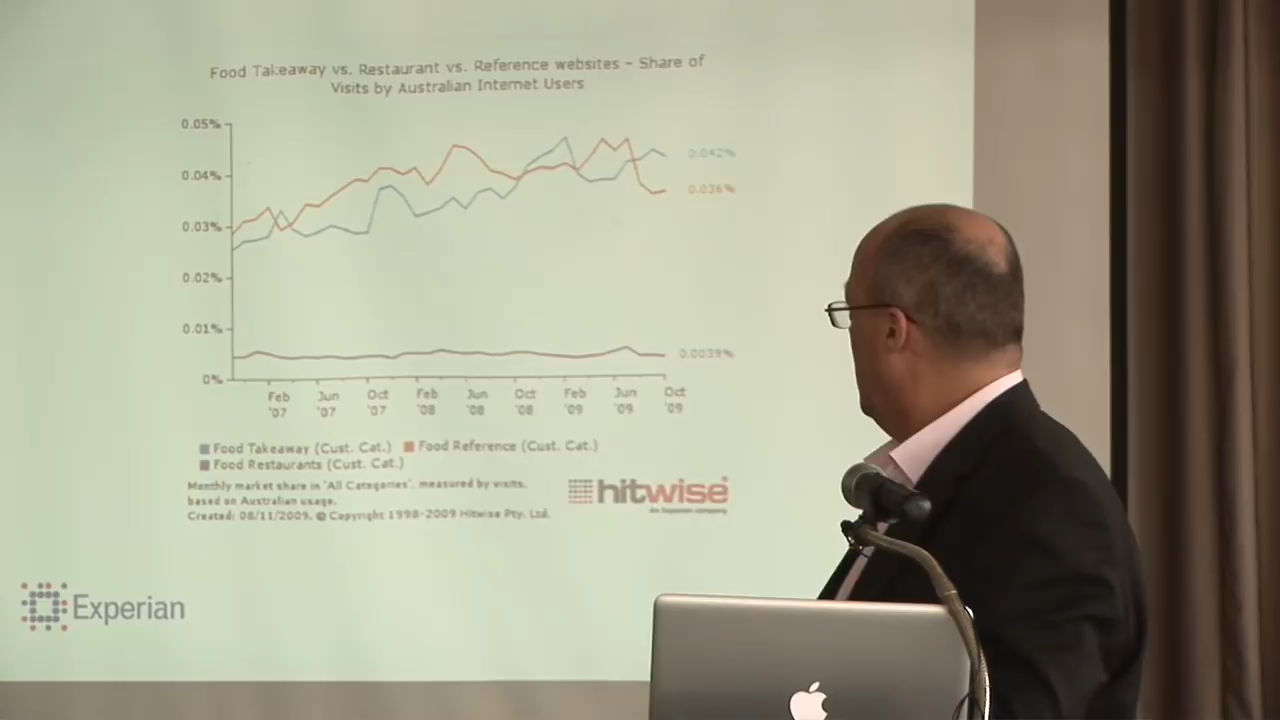 Food Takeaway vs. Restaurant vs. Reference websites - Share of
Visits by Australian Internet Users
0.05%
0.04%
0.03%
0.02%
0.01%
0%
0.042%
0.036%
0.0039%
Feb '07
Jun '07
Oct '07
Feb '08
Jun '08
Oct '08
Feb '09
Jun '09
Oct '09
Food Takeaway (Cust. Cat.) Food Reference (Cust. Cat.)
Food Restaurants (Cust. Cat.)
Monthly market share in 'All Categories', measured by visits,
based on Australian usage.
Created: 08/11/2009. © Copyright 1998-2009 Hitwise Pty. Ltd.
hitwise
An Experian company
Experian